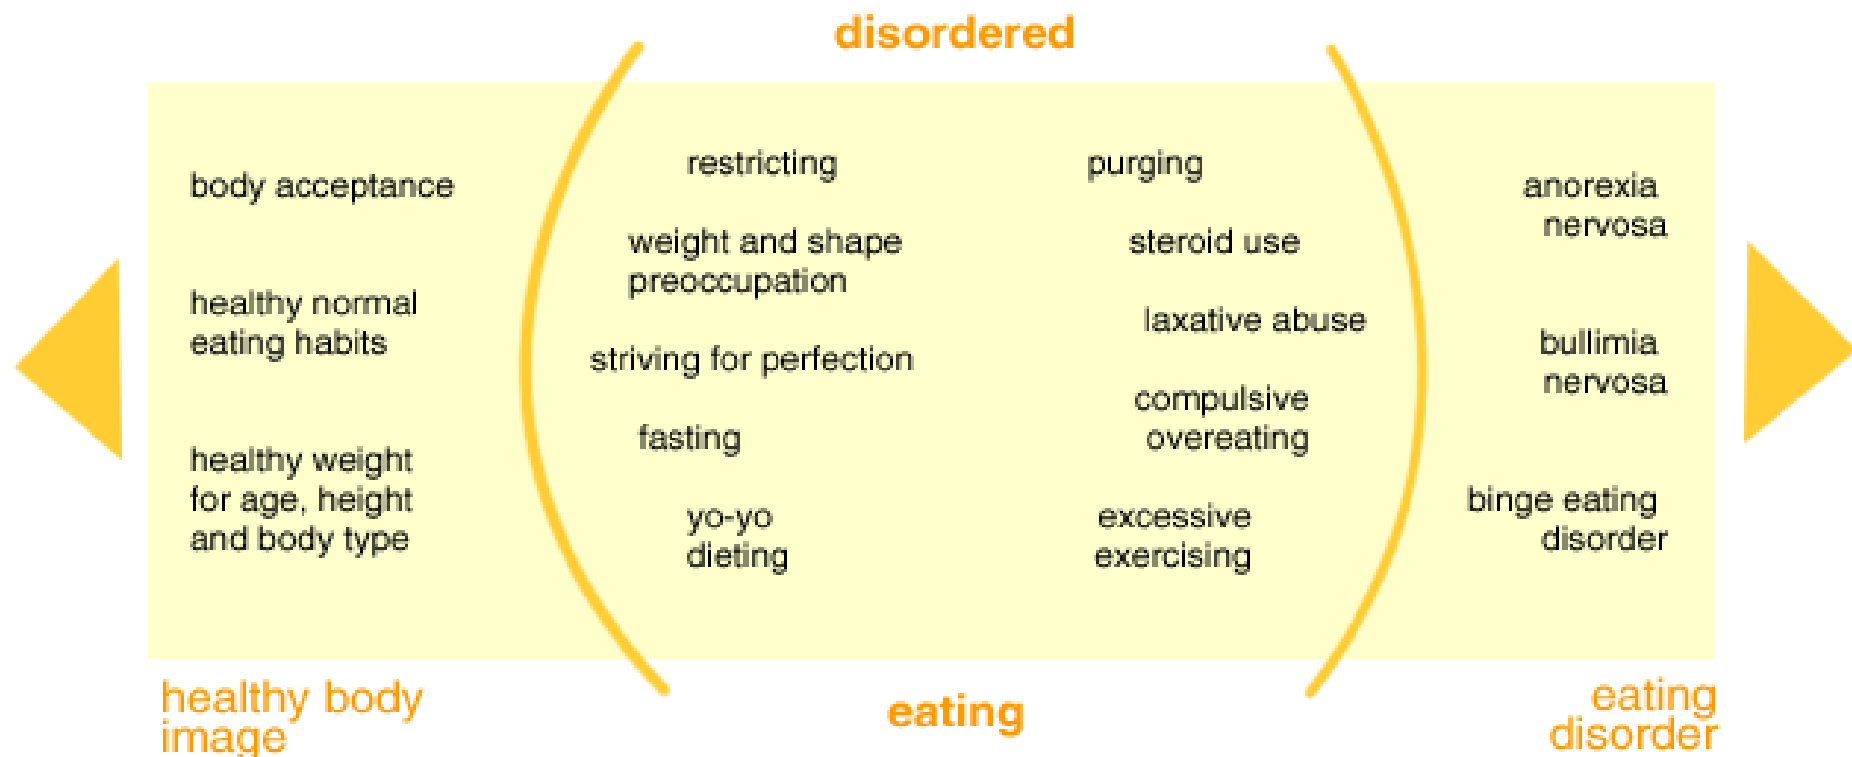 disordered
body acceptance
healthy normal
eating habits
healthy weight
for age, height
and body type
restricting
weight and shape
preoccupation
striving for perfection
fasting
yo-yo
dieting
purging
steroid use
laxative abuse
compulsive
overeating
excessive
exercising
anorexia
nervosa
bullimia
nervosa
binge eating
disorder
healthy body
image
eating
eating
disorder